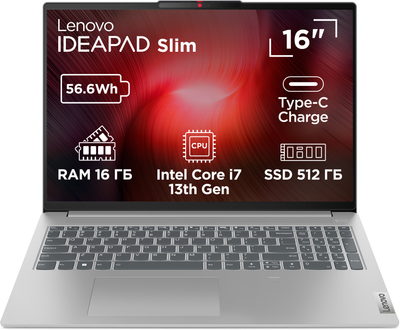 Lenovo
IDEAPAD Slim
16"
56.6Wh
Type-C
Charge
CPU
RAM 16 ГБ
Intel Core i7
13th Gen
SSD 512 ГБ
Lenovo